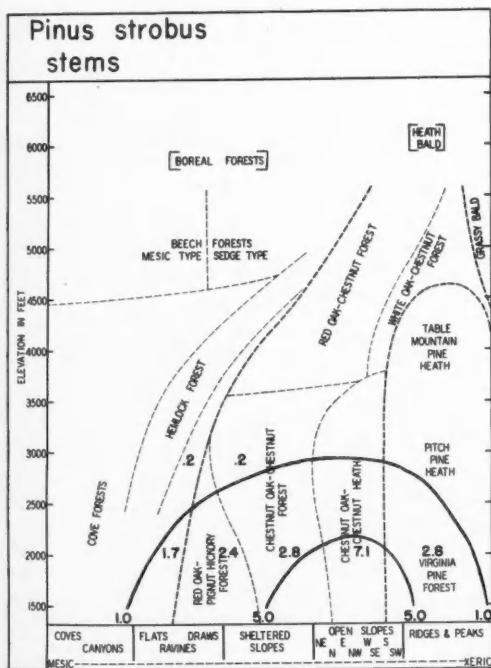 Pinus strobus
stems
6500
6000
5500
5000
4500
4000
3500
3000
2500
2000
1500
ELEVATION IN FEET
[BOREAL FORESTS]
[HEATH
BALD]
BEECH FORESTS
MESIC TYPE SEDGE TYPE
RED OAK-CHESTNUT FOREST
WHITE OAK-CHESTNUT
FOREST
GRASSY BALD
TABLE
MOUNTAIN
PINE
HEATH
HEMLOCK FOREST
COVE FORESTS
.2
.2
CHESTNUT OAK-CHESTNUT
FOREST
CHESTNUT OAK-
CHESTNUT HEATH
PITCH
PINE
HEATH
1.7
2.4
2.8
7.1
2.6
RED OAK-
PIGNUT HICKORY
FOREST
VIRGINIA
PINE
FOREST
1.0
5.0
5.0
1.0
COVES
CANYONS
FLATS DRAWS
RAVINES
SHELTERED
SLOPES
OPEN SLOPES
NE E W S
N NW SE SW
RIDGES & PEAKS
MESIC
XERIC